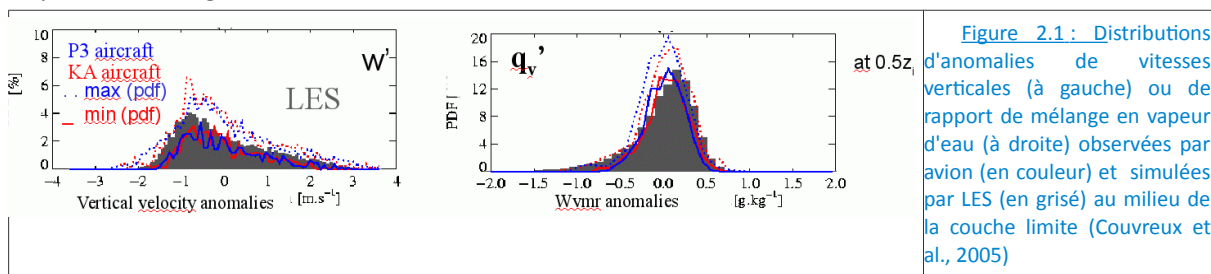 10
8
6
4
2
0
[%]
P3 aircraft
KA aircraft
.. max (pdf)
_ min (pdf)
W'
LES
−4 −3 −2 −1 0 1 2 3 4
Vertical velocity anomalies [m.s⁻¹]
20
16
12
8
4
0
PDF [%]
qv'
at 0.5zi
−2.0 −1.5 −1.0 −0.5 0.0 0.5 1.0 1.5 2.0
Wvmr anomalies [g.kg⁻¹]
Figure 2.1 : Distributions
d'anomalies de vitesses
verticales (à gauche) ou de
rapport de mélange en vapeur
d'eau (à droite) observées par
avion (en couleur) et simulées
par LES (en grisé) au milieu de
la couche limite (Couvreux et
al., 2005)